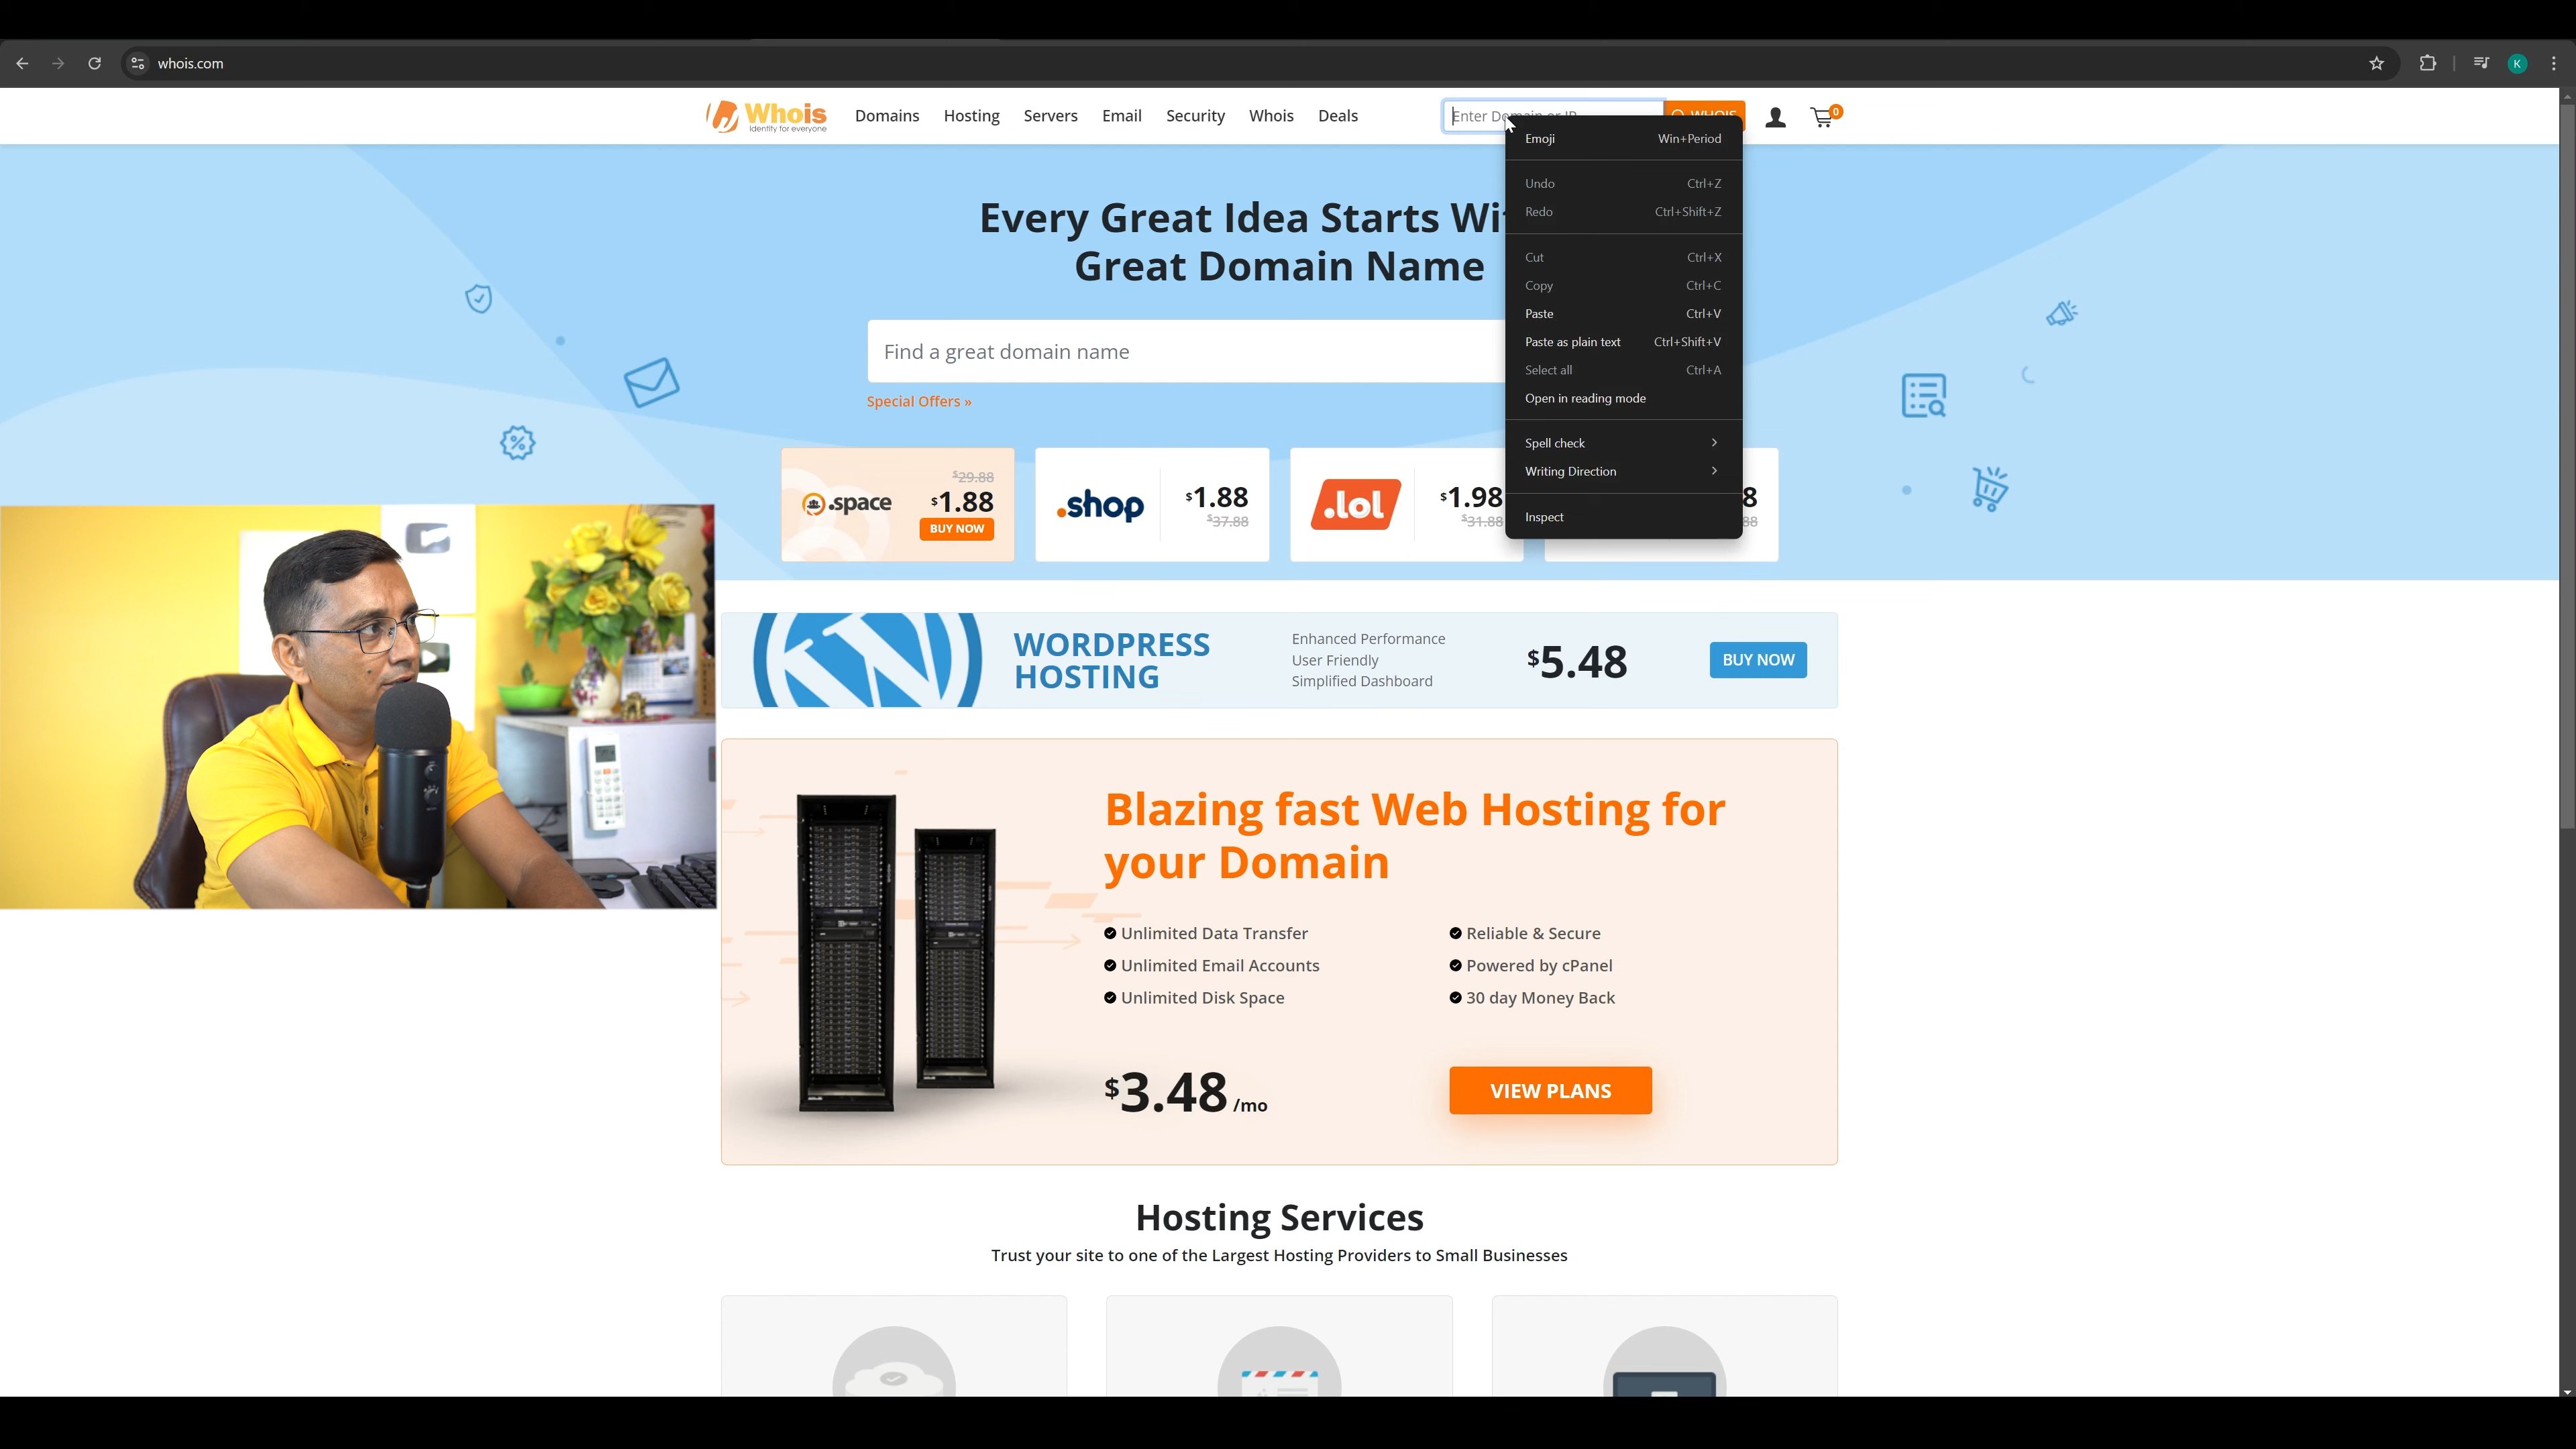 whois.com
K
Whois
Identity for everyone
Domains
Hosting
Servers
Email
Security
Whois
Deals
Enter Domain or IP
WHOIS
0
Emoji Win+Period
Undo Ctrl+Z
Redo Ctrl+Shift+Z
Cut Ctrl+X
Copy Ctrl+C
Paste Ctrl+V
Paste as plain text Ctrl+Shift+V
Select all Ctrl+A
Open in reading mode
Spell check
Writing Direction
Inspect
Every Great Idea Starts Wi
Great Domain Name
Find a great domain name
Special Offers »
.space
$29.88
$1.88
BUY NOW
.shop
$1.88
$37.88
.lol
$1.98
$31.88
8
88
WORDPRESS
HOSTING
Enhanced Performance
User Friendly
Simplified Dashboard
$5.48
BUY NOW
Blazing fast Web Hosting for
your Domain
Unlimited Data Transfer
Unlimited Email Accounts
Unlimited Disk Space
Reliable & Secure
Powered by cPanel
30 day Money Back
$3.48 /mo
VIEW PLANS
Hosting Services
Trust your site to one of the Largest Hosting Providers to Small Businesses